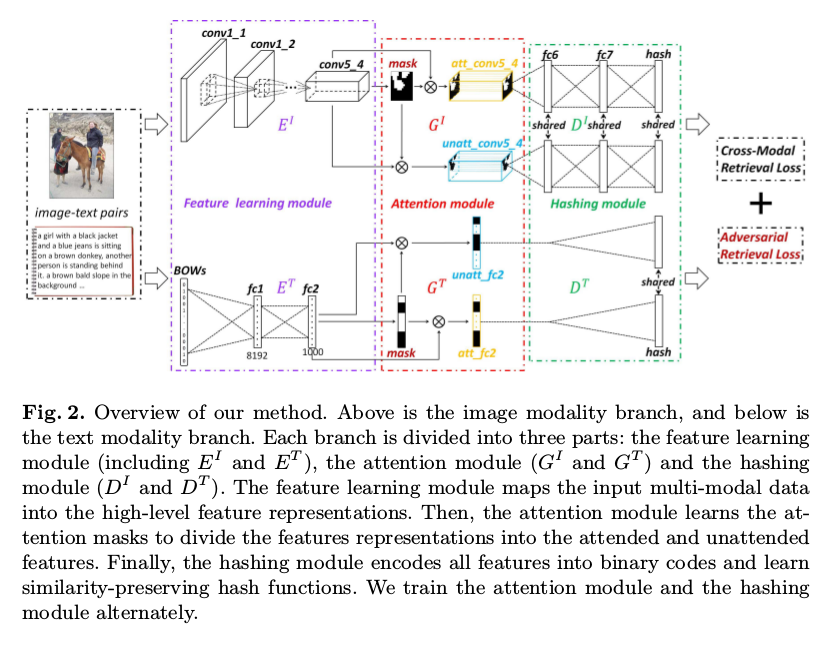 conv1_1
conv1_2
conv5_4
mask
att_conv5_4
fc6
fc7
hash
E^I
G^I
shared D^I shared shared
unatt_conv5_4
Cross-Modal
Retrieval Loss
image-text pairs
Feature learning module
Attention module
Hashing module
+
a girl with a black jacket
and a blue jeans is sitting
on a brown donkey, another
person is standing behind
it. a brown bald slope in the
background ...
Adversarial
Retrieval Loss
BOWs
fc1
E^T
fc2
G^T
unatt_fc2
D^T
shared
8192
1000
mask
att_fc2
hash
Fig. 2. Overview of our method. Above is the image modality branch, and below is
the text modality branch. Each branch is divided into three parts: the feature learning
module (including E^I and E^T), the attention module (G^I and G^T) and the hashing
module (D^I and D^T). The feature learning module maps the input multi-modal data
into the high-level feature representations. Then, the attention module learns the at-
tention masks to divide the features representations into the attended and unattended
features. Finally, the hashing module encodes all features into binary codes and learn
similarity-preserving hash functions. We train the attention module and the hashing
module alternately.